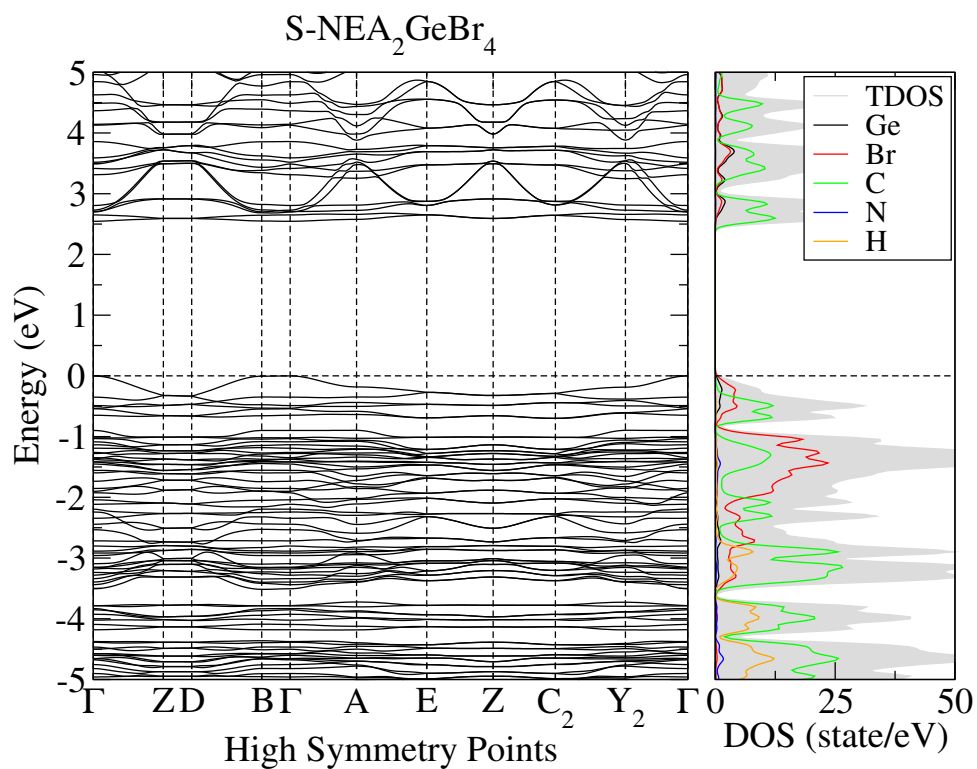 S-NEA₂GeBr₄
5
4
3
2
1
0
-1
-2
-3
-4
-5
Energy (eV)
Γ Z D B Γ A E Z C₂ Y₂ Γ
High Symmetry Points
TDOS
Ge
Br
C
N
H
0 25 50
DOS (state/eV)